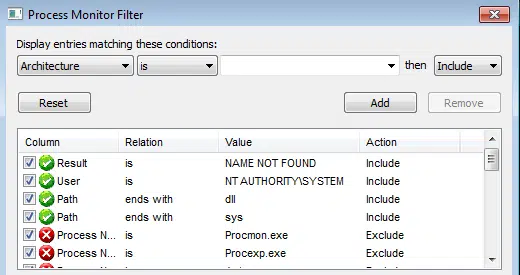 Process Monitor Filter
Display entries matching these conditions:
Architecture is then Include
Reset Add Remove
Column Relation Value Action
Result is NAME NOT FOUND Include
User is NT AUTHORITY\SYSTEM Include
Path ends with dll Include
Path ends with sys Include
Process N... is Procmon.exe Exclude
Process N... is Procexp.exe Exclude